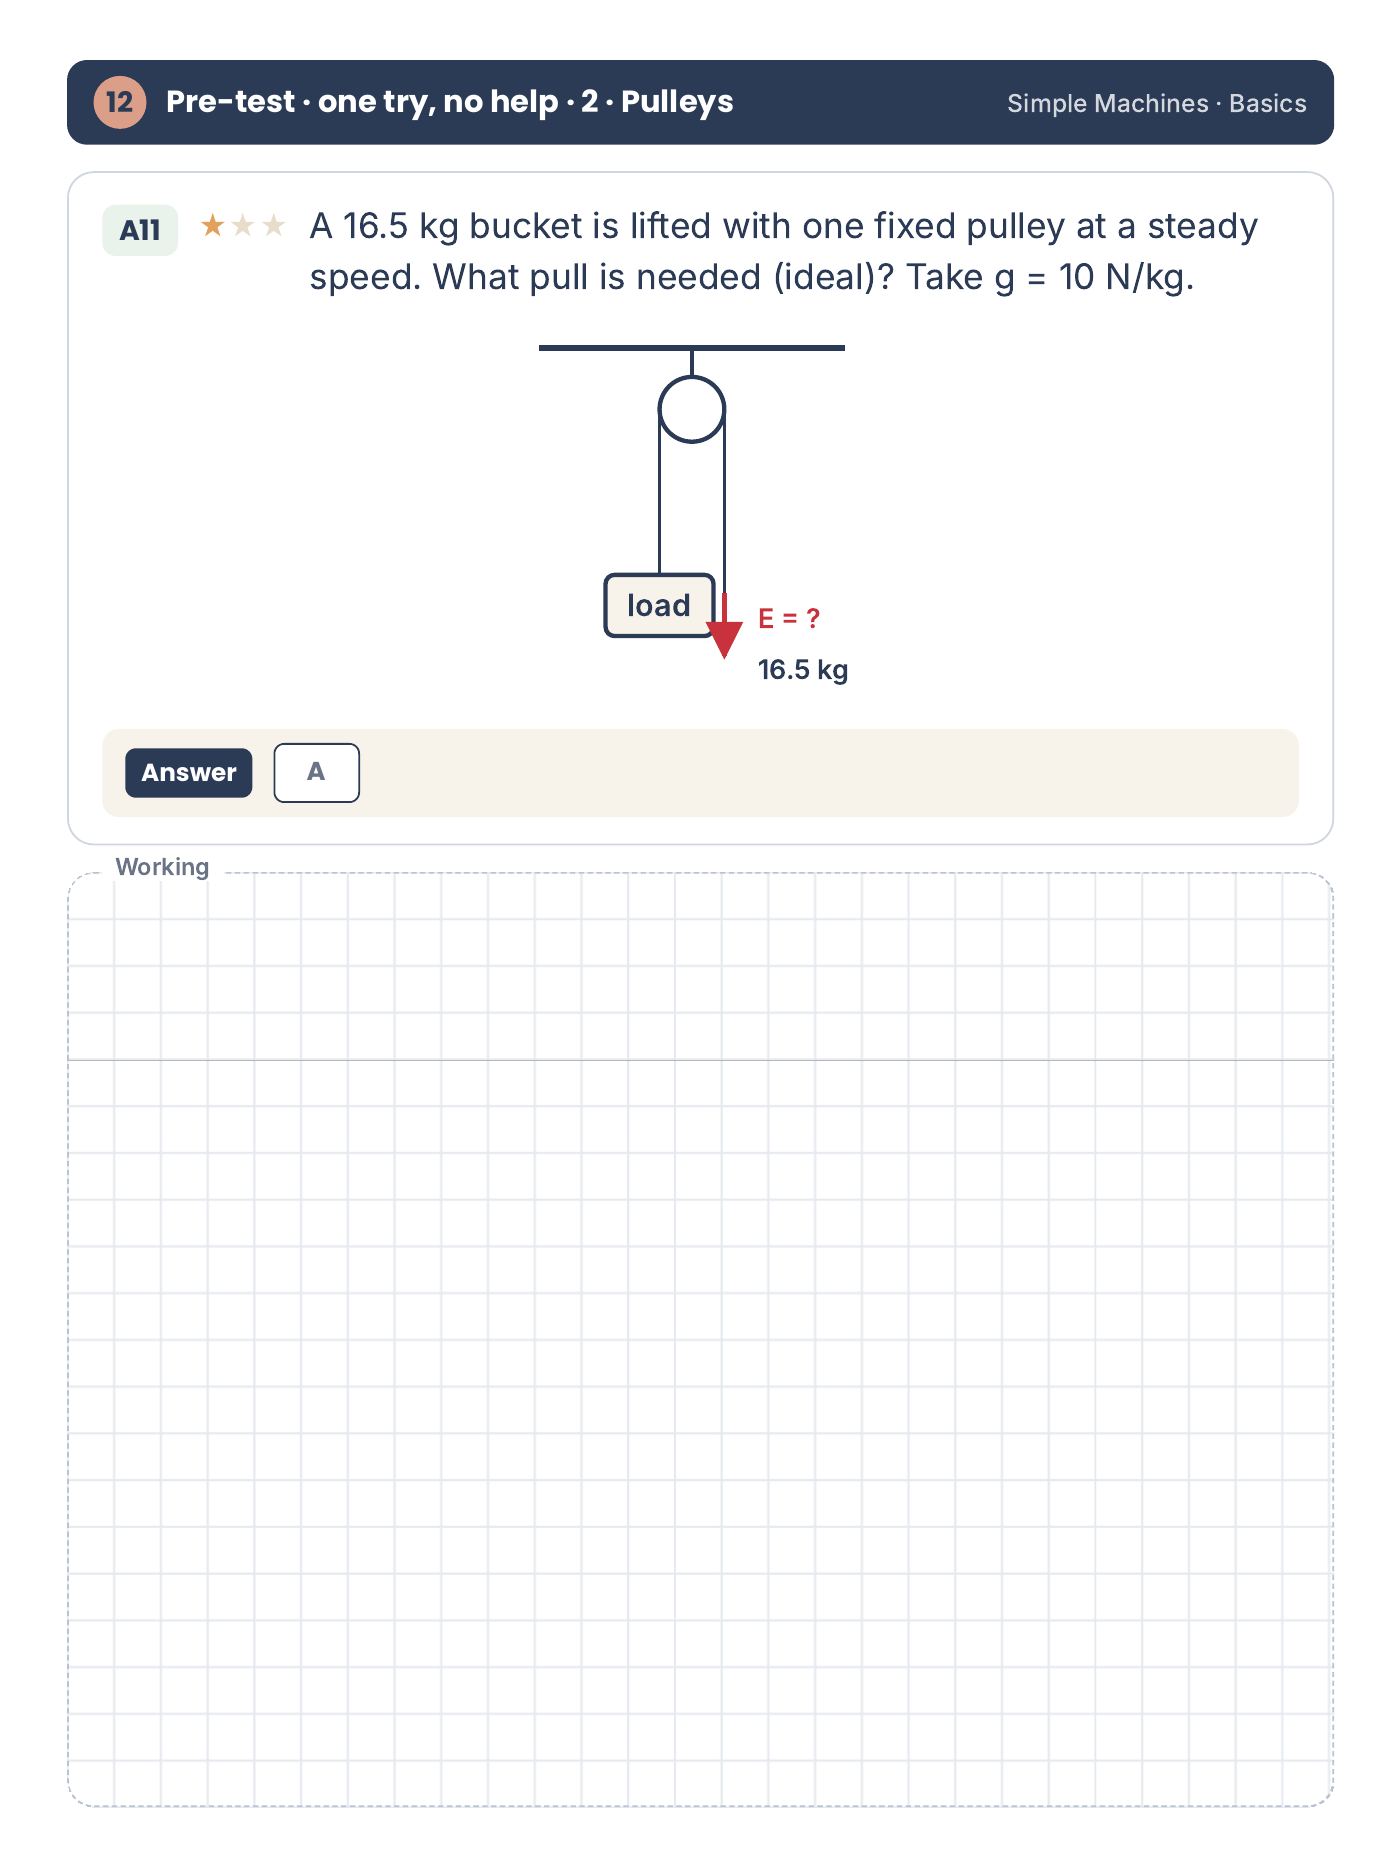 12 Pre-test · one try, no help · 2 · Pulleys Simple Machines · Basics
A11 ★★★ A 16.5 kg bucket is lifted with one fixed pulley at a steady
speed. What pull is needed (ideal)? Take g = 10 N/kg.
load
E = ?
16.5 kg
Answer A
Working